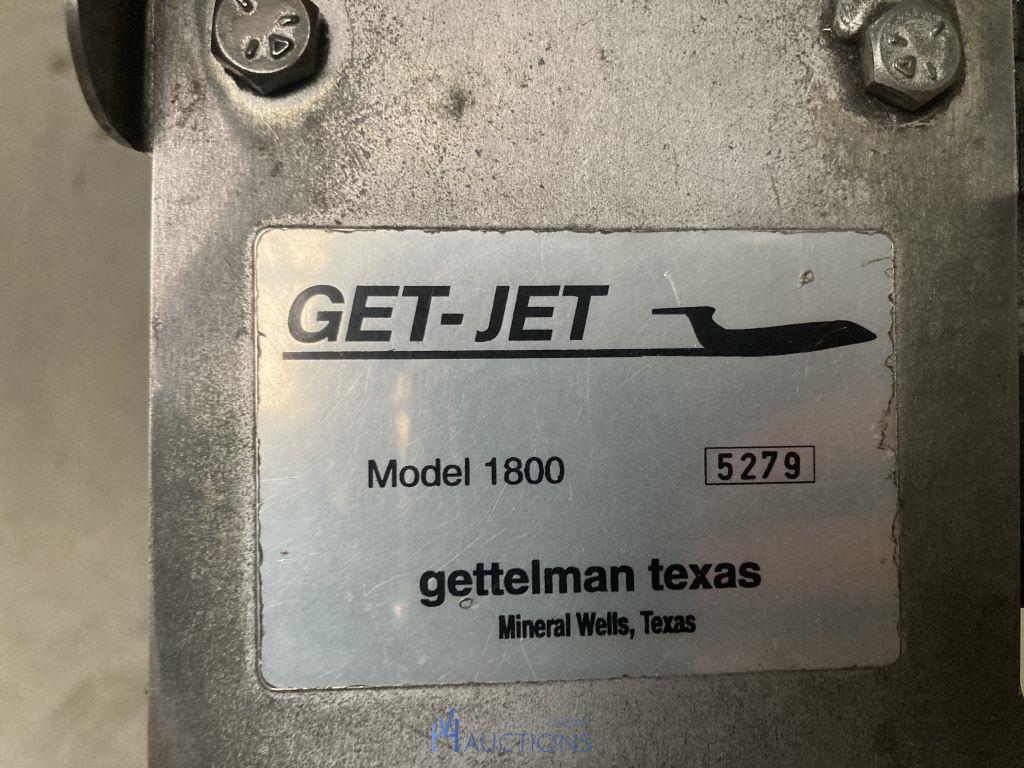 GET-JET
Model 1800 5279
gettelman texas
Mineral Wells, Texas
AUCTIONS